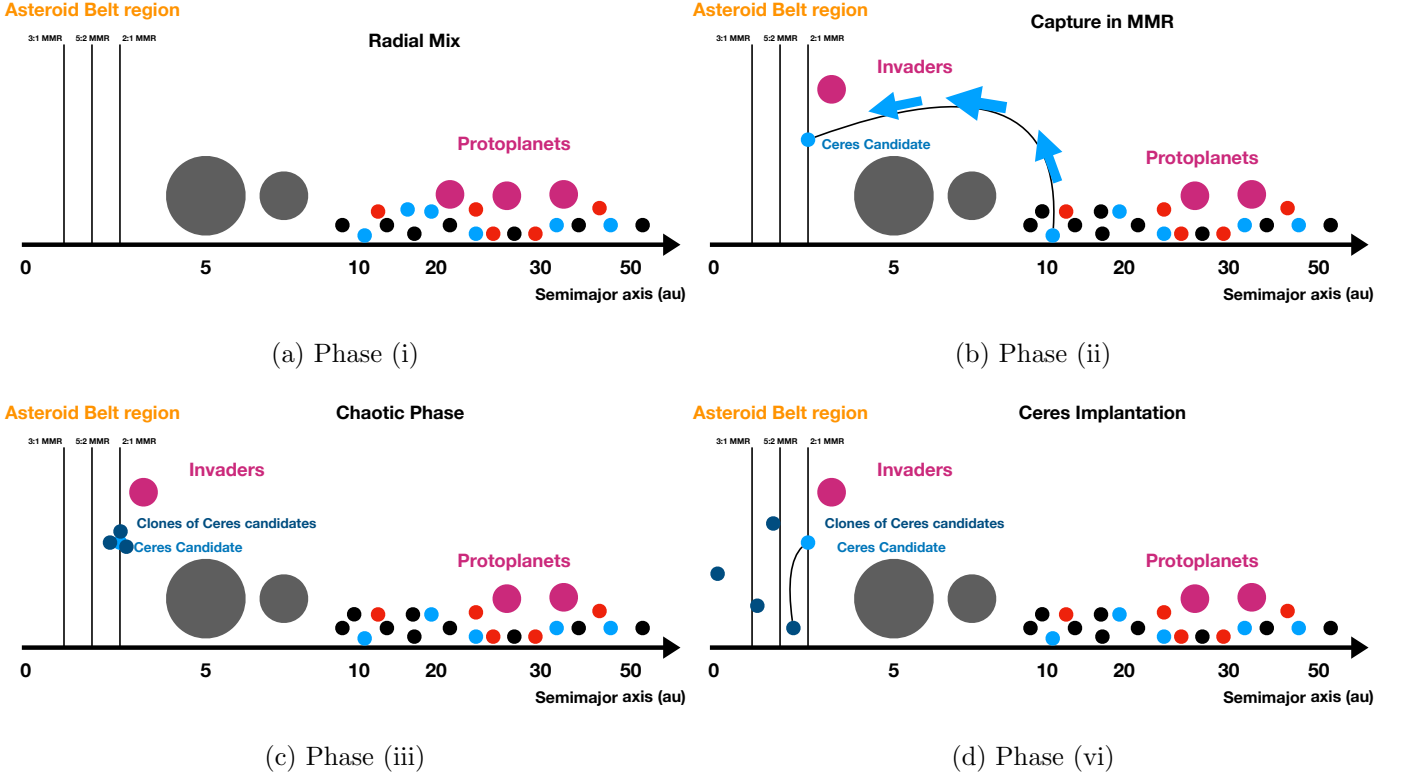 Asteroid Belt region
3:1 MMR 5:2 MMR 2:1 MMR
Radial Mix
Protoplanets
0 5 10 20 30 50
Semimajor axis (au)
(a) Phase (i)
Asteroid Belt region
Capture in MMR
3:1 MMR 5:2 MMR 2:1 MMR
Invaders
Ceres Candidate
Protoplanets
0 5 10 20 30 50
Semimajor axis (au)
(b) Phase (ii)
Asteroid Belt region
Chaotic Phase
3:1 MMR 5:2 MMR 2:1 MMR
Invaders
Clones of Ceres candidates
Ceres Candidate
Protoplanets
0 5 10 20 30 50
Semimajor axis (au)
(c) Phase (iii)
Asteroid Belt region
Ceres Implantation
3:1 MMR 5:2 MMR 2:1 MMR
Invaders
Clones of Ceres candidates
Ceres Candidate
Protoplanets
0 5 10 20 30 50
Semimajor axis (au)
(d) Phase (vi)